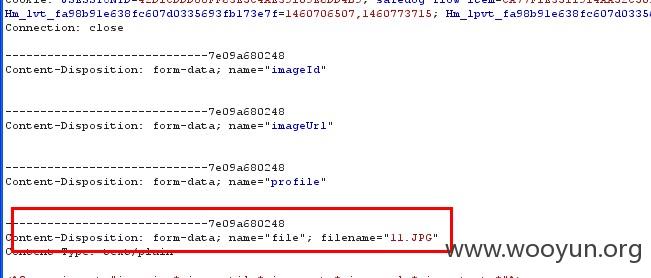 Hm_lvt_fa98b91e638fc607d0335693fb173e7f=1460706507,1460773715;
Connection: close
-----------------------------7e09a680248
Content-Disposition: form-data; name="imageId"
-----------------------------7e09a680248
Content-Disposition: form-data; name="imageUrl"
-----------------------------7e09a680248
Content-Disposition: form-data; name="profile"
-----------------------------7e09a680248
Content-Disposition: form-data; name="file"; filename="11.JPG"
Content-Type: text/plain
www.wooyun.org